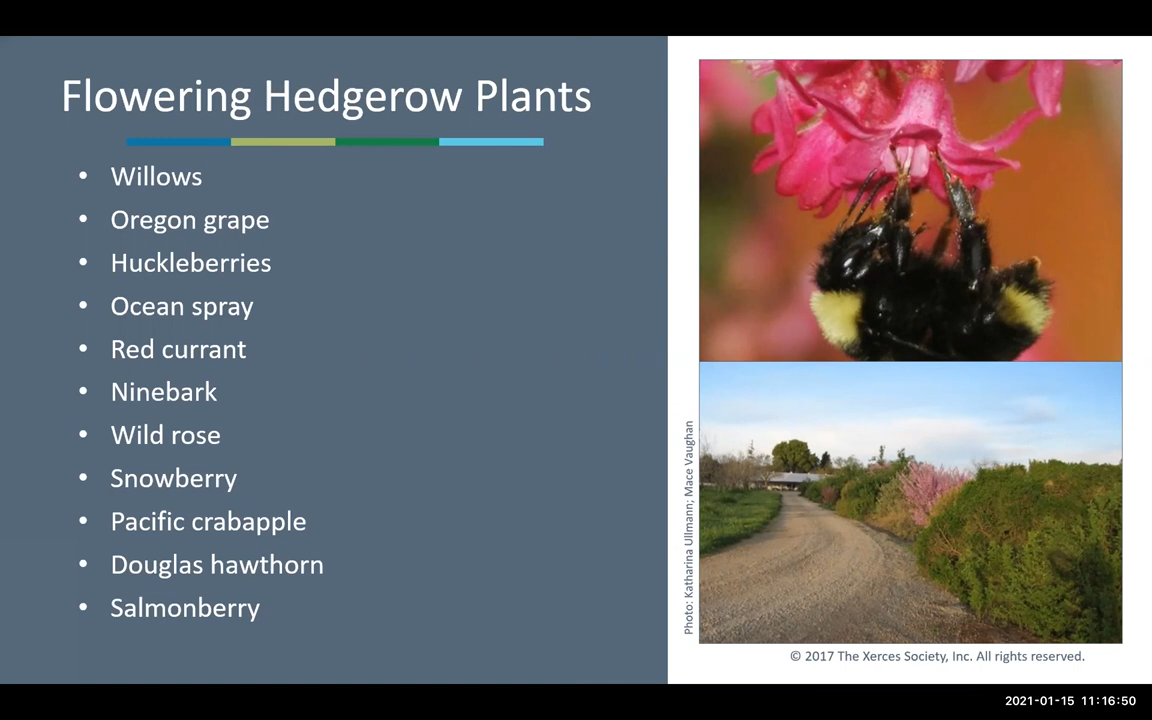 Flowering Hedgerow Plants
• Willows
• Oregon grape
• Huckleberries
• Ocean spray
• Red currant
• Ninebark
• Wild rose
• Snowberry
• Pacific crabapple
• Douglas hawthorn
• Salmonberry
Photo: Katharina Ullmann; Mace Vaughan
© 2017 The Xerces Society, Inc. All rights reserved.
2021-01-15 11:16:50